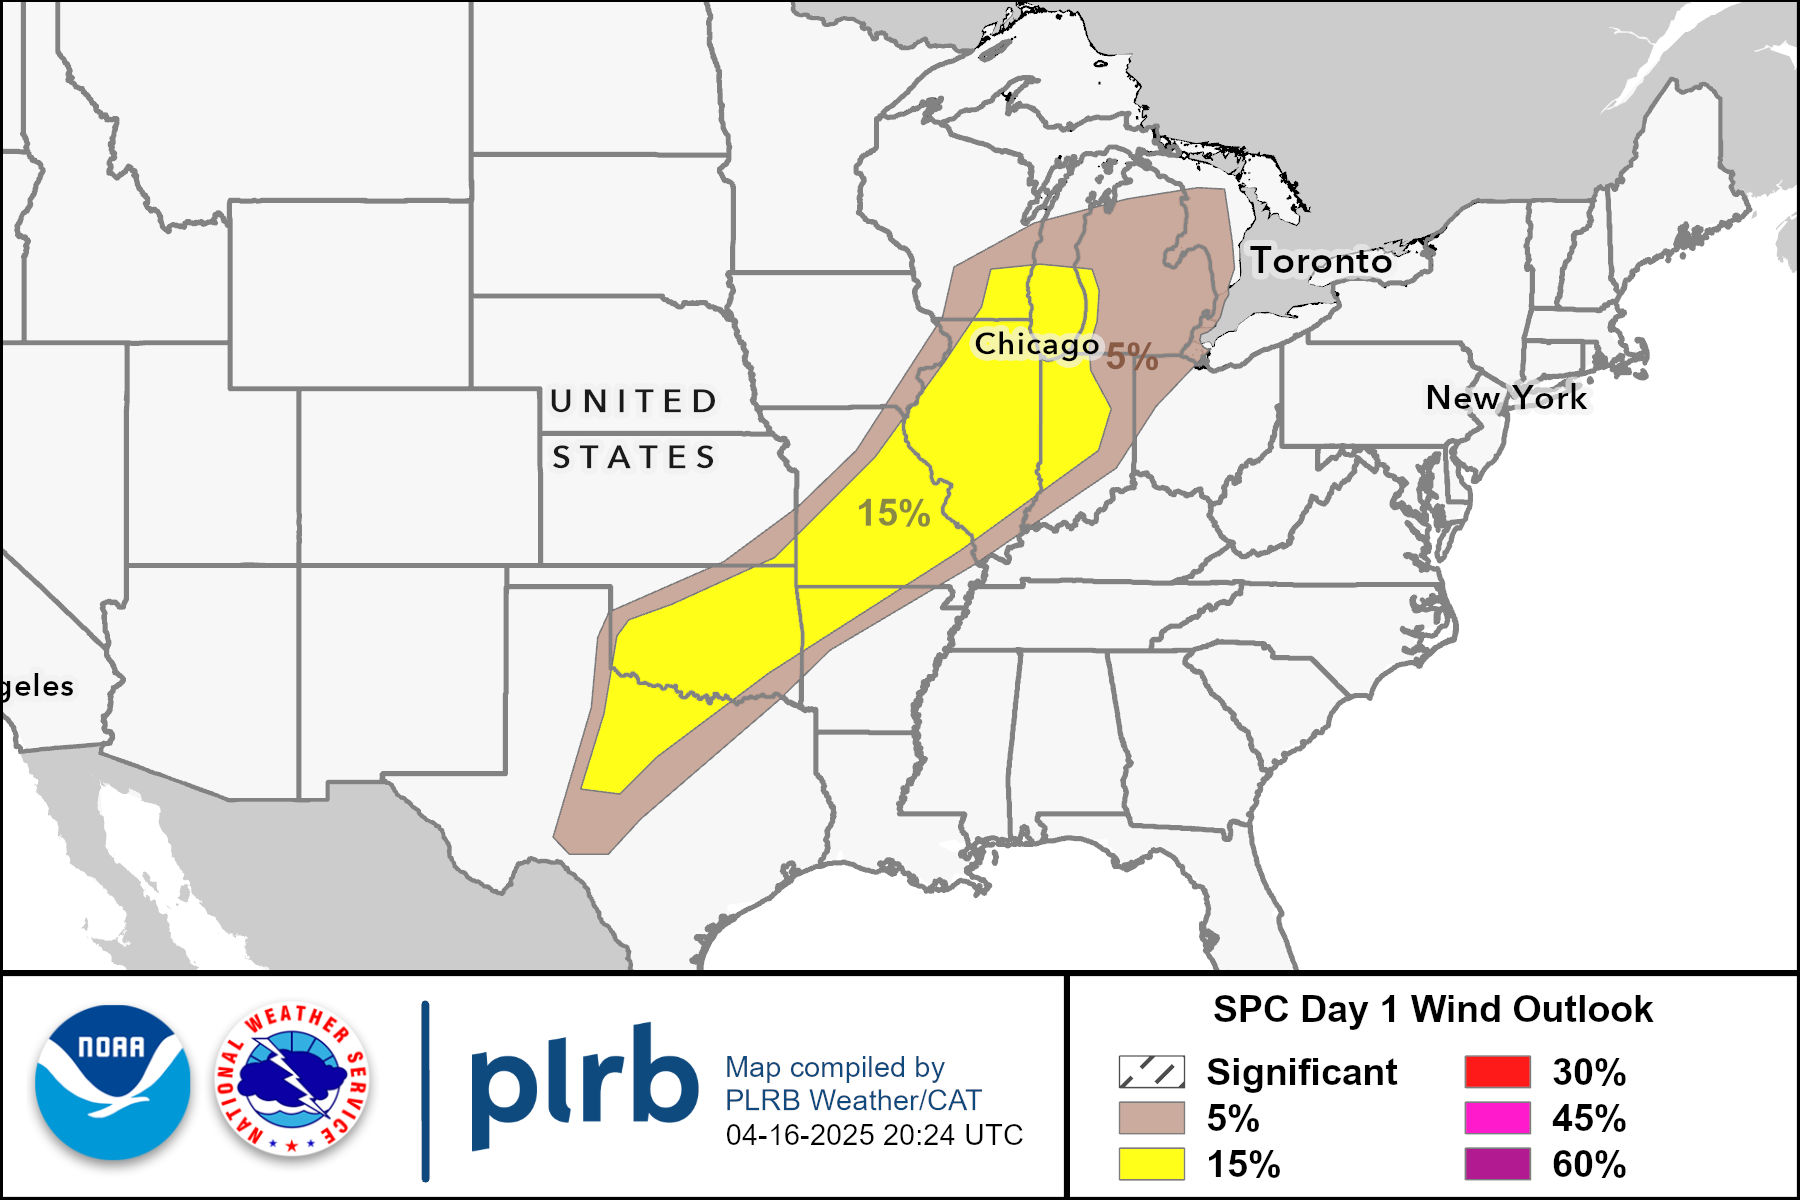 Toronto
Chicago
5%
UNITED
New York
STATES
15%
geles
NOAA
NATIONAL WEATHER SERVICE
plrb
Map compiled by
PLRB Weather/CAT
04-16-2025 20:24 UTC
SPC Day 1 Wind Outlook
Significant
5%
15%
30%
45%
60%